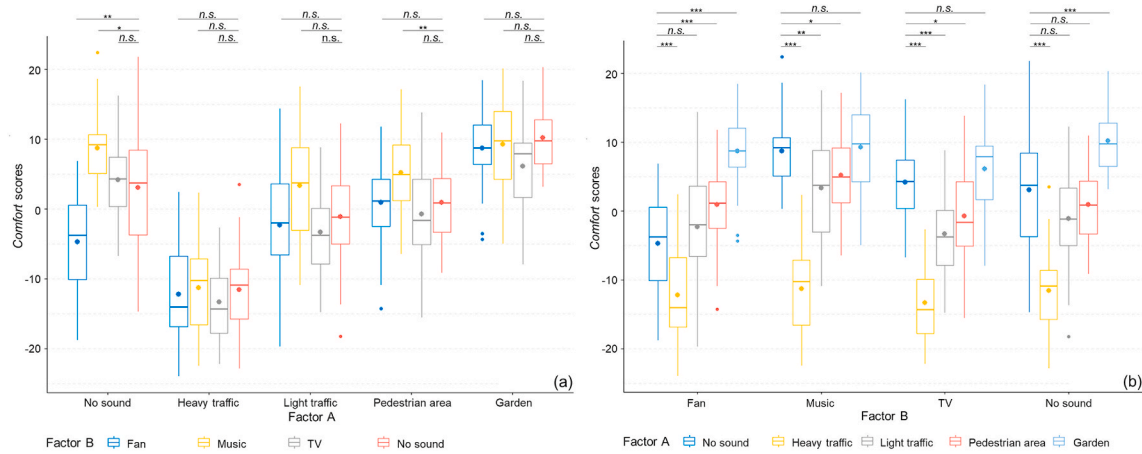 ** n.s. n.s. n.s. n.s.
* n.s. n.s. ** n.s.
n.s. n.s. n.s. n.s. n.s.
20
10
0
-10
-20
Comfort scores
(a)
No sound Heavy traffic Light traffic Pedestrian area Garden
Factor A
Factor B Fan Music TV No sound
*** n.s. n.s. ***
*** * * n.s.
n.s. ** *** n.s.
*** *** *** ***
20
10
0
-10
-20
Comfort scores
(b)
Fan Music TV No sound
Factor B
Factor A No sound Heavy traffic Light traffic Pedestrian area Garden